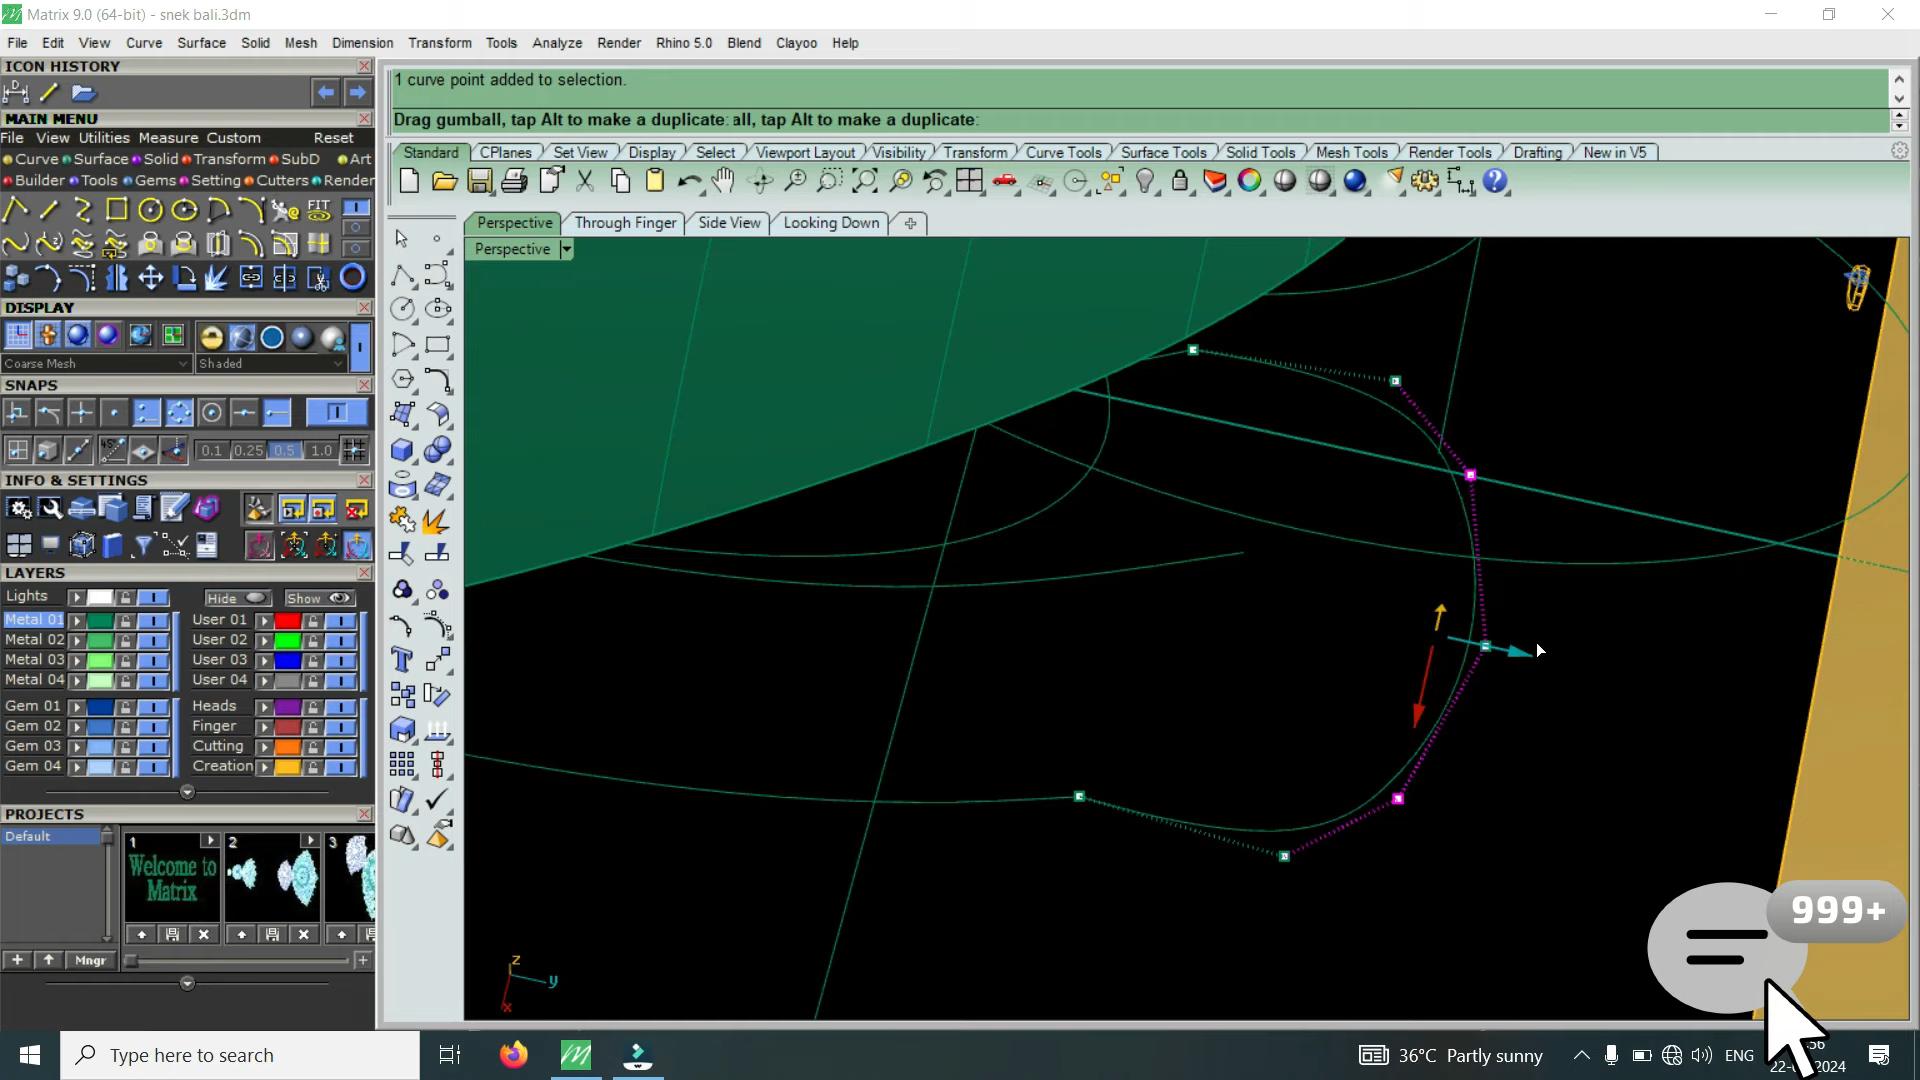 Matrix 9.0 (64-bit) - snek bali.3dm
File Edit View Curve Surface Solid Mesh Dimension Transform Tools Analyze Render Rhino 5.0 Blend Clayoo Help
ICON HISTORY
1 curve point added to selection.
Drag gumball, tap Alt to make a duplicate: all, tap Alt to make a duplicate:
MAIN MENU
File View Utilities Measure Custom Reset
Curve Surface Solid Transform SubD Art
Builder Tools Gems Setting Cutters Render
Standard CPlanes Set View Display Select Viewport Layout Visibility Transform Curve Tools Surface Tools Solid Tools Mesh Tools Render Tools Drafting New in V5
FIT
Perspective Through Finger Side View Looking Down
Perspective
DISPLAY
Coarse Mesh Shaded
SNAPS
45°
0.1 0.25 0.5 1.0
INFO & SETTINGS
LAYERS
Lights Hide Show
Metal 01 User 01
Metal 02 User 02
Metal 03 User 03
Metal 04 User 04
Gem 01 Heads
Gem 02 Finger
Gem 03 Cutting
Gem 04 Creation
PROJECTS
Default
1 2 3
Welcome to
Matrix
Mngr
z
y
x
999+
Type here to search
36°C Partly sunny
ENG